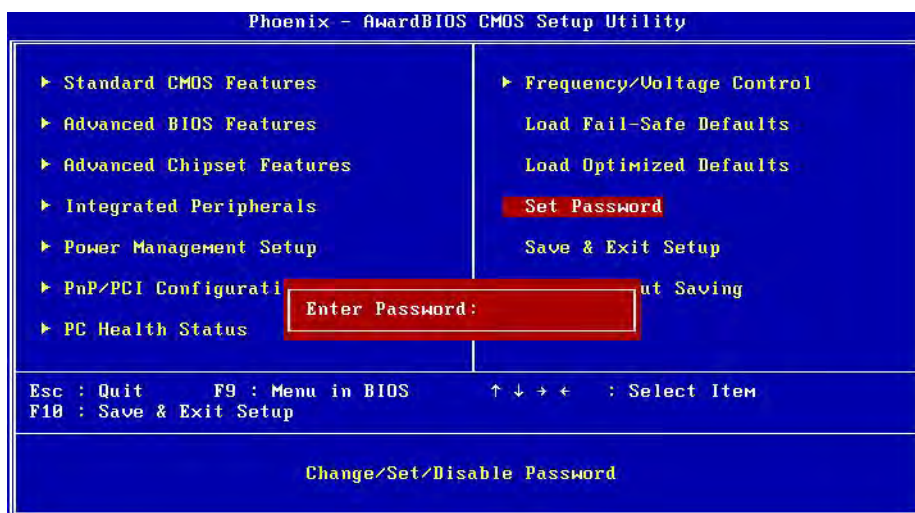 Phoenix - AwardBIOS CMOS Setup Utility
▶ Standard CMOS Features
▶ Advanced BIOS Features
▶ Advanced Chipset Features
▶ Integrated Peripherals
▶ Power Management Setup
▶ PnP/PCI Configurati
▶ PC Health Status
▶ Frequency/Voltage Control
Load Fail-Safe Defaults
Load Optimized Defaults
Set Password
Save & Exit Setup
ut Saving
Enter Password:
Esc : Quit F9 : Menu in BIOS ↑ ↓ → ← : Select Item
F10 : Save & Exit Setup
Change/Set/Disable Password